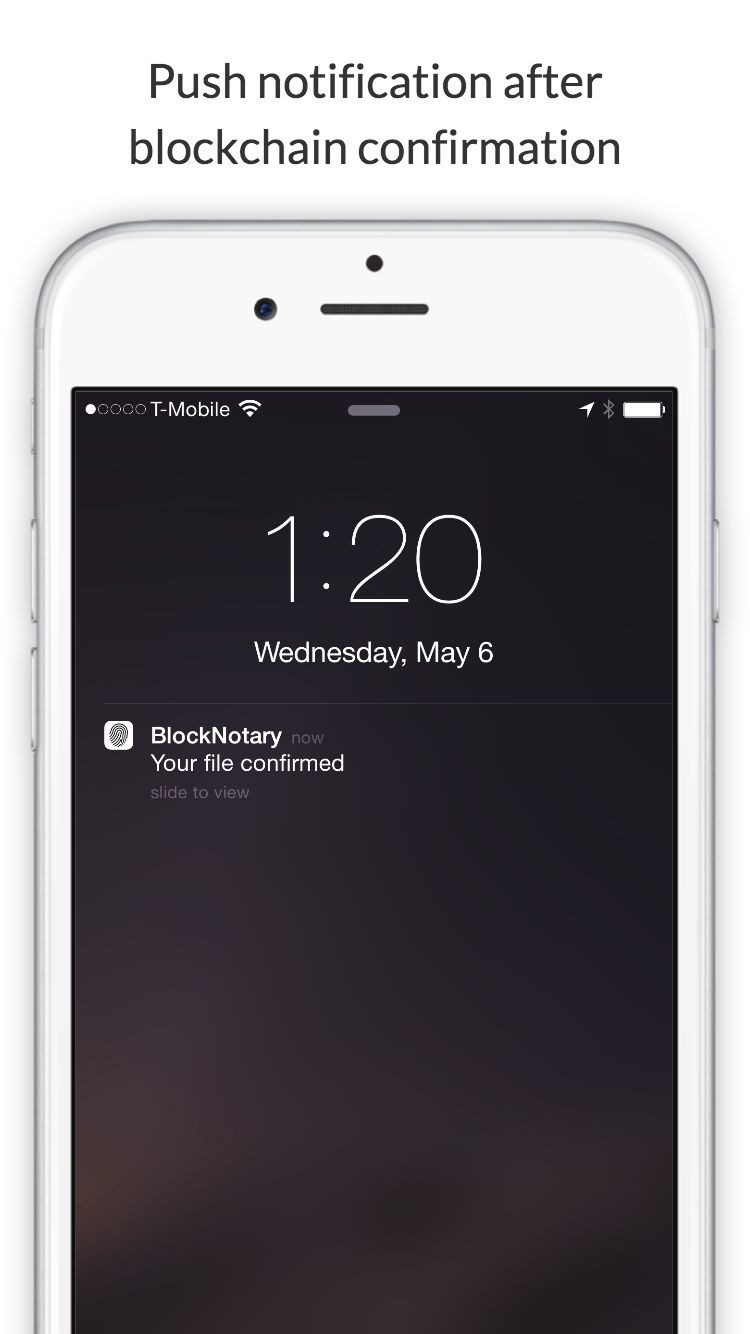 Push notification after
blockchain confirmation
T-Mobile
1:20
Wednesday, May 6
BlockNotary now
Your file confirmed
slide to view